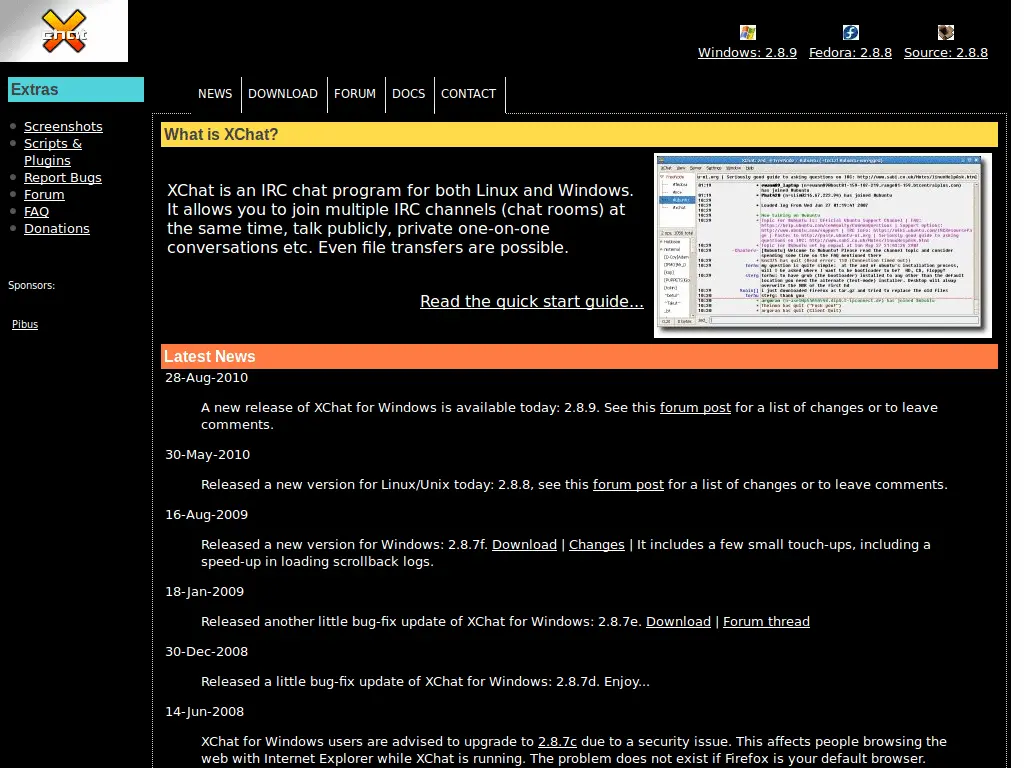 chat
Windows: 2.8.9 Fedora: 2.8.8 Source: 2.8.8
Extras
Screenshots
Scripts &
Plugins
Report Bugs
Forum
FAQ
Donations
Sponsors:
Pibus
NEWS DOWNLOAD FORUM DOCS CONTACT
What is XChat?
XChat is an IRC chat program for both Linux and Windows.
It allows you to join multiple IRC channels (chat rooms) at
the same time, talk publicly, private one-on-one
conversations etc. Even file transfers are possible.
Read the quick start guide...
Latest News
28-Aug-2010
A new release of XChat for Windows is available today: 2.8.9. See this forum post for a list of changes or to leave
comments.
30-May-2010
Released a new version for Linux/Unix today: 2.8.8, see this forum post for a list of changes or to leave comments.
16-Aug-2009
Released a new version for Windows: 2.8.7f. Download | Changes | It includes a few small touch-ups, including a
speed-up in loading scrollback logs.
18-Jan-2009
Released another little bug-fix update of XChat for Windows: 2.8.7e. Download | Forum thread
30-Dec-2008
Released a little bug-fix update of XChat for Windows: 2.8.7d. Enjoy...
14-Jun-2008
XChat for Windows users are advised to upgrade to 2.8.7c due to a security issue. This affects people browsing the
web with Internet Explorer while XChat is running. The problem does not exist if Firefox is your default browser.